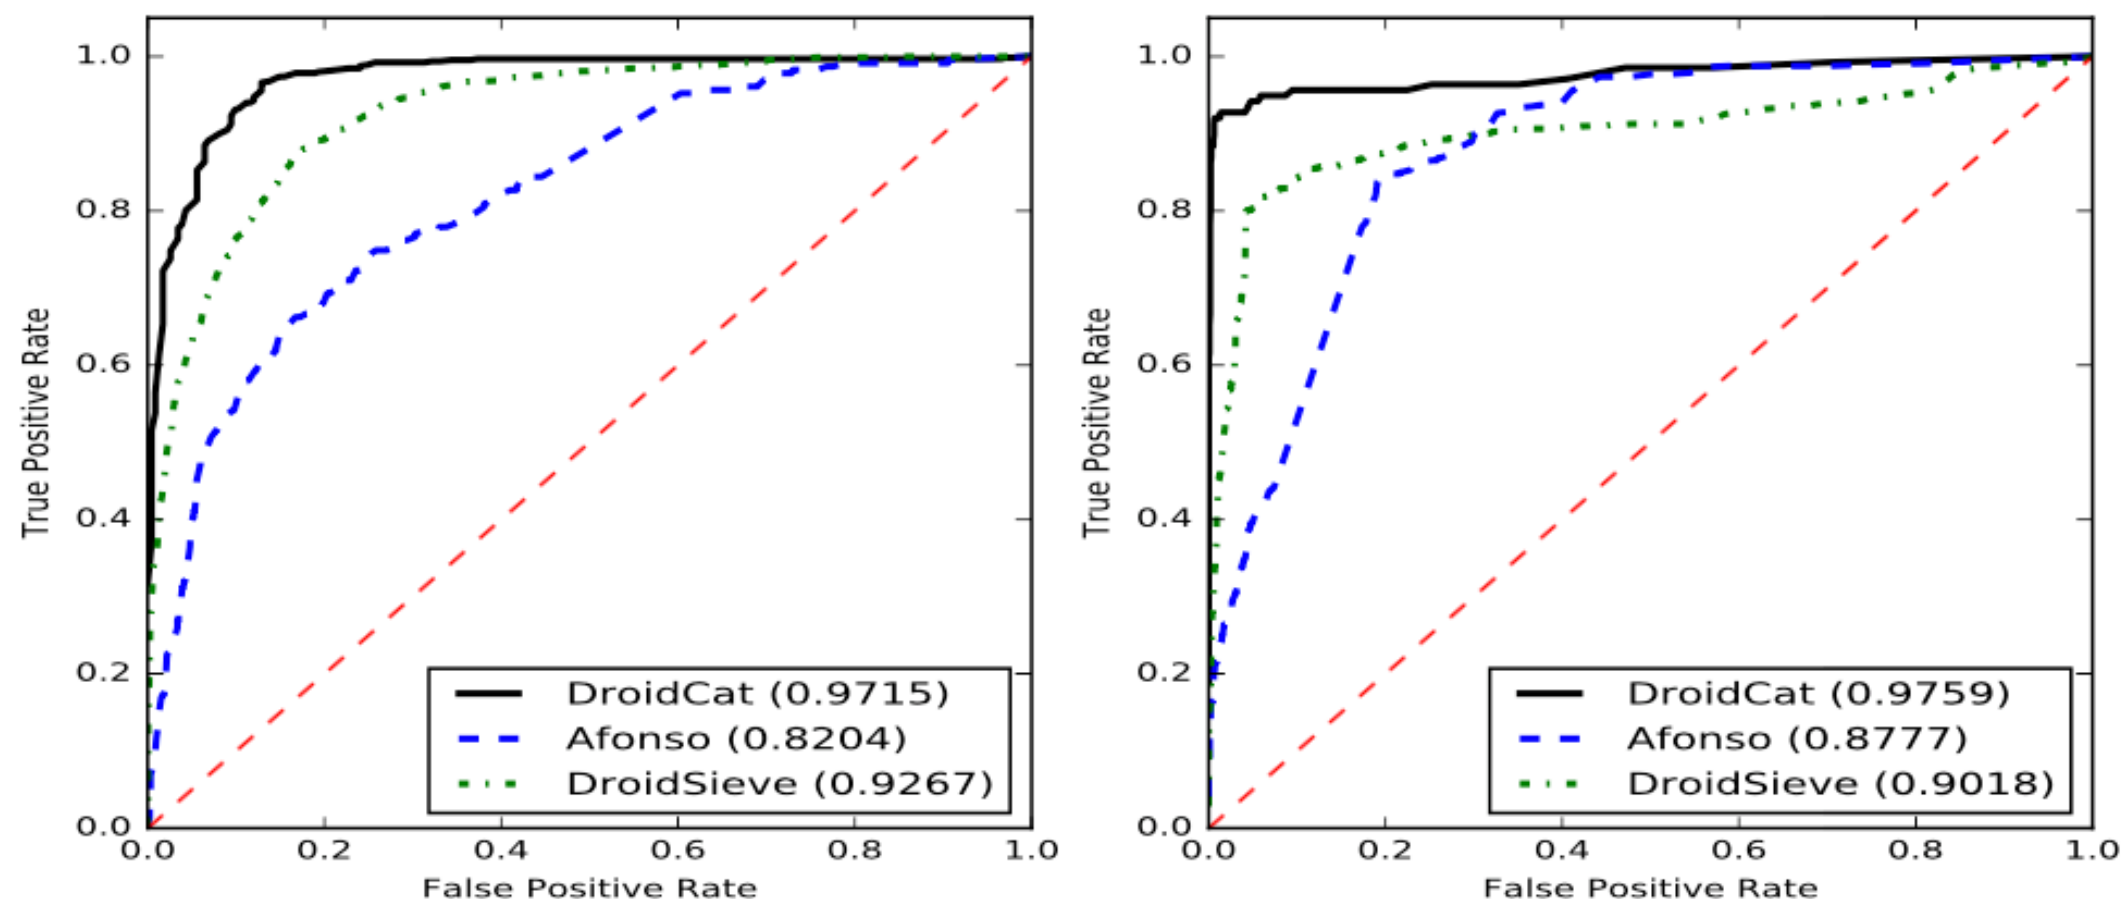 True Positive Rate
1.0
0.8
0.6
0.4
0.2
0.0
DroidCat (0.9715)
Afonso (0.8204)
DroidSieve (0.9267)
0.0 0.2 0.4 0.6 0.8 1.0
False Positive Rate
True Positive Rate
1.0
0.8
0.6
0.4
0.2
0.0
DroidCat (0.9759)
Afonso (0.8777)
DroidSieve (0.9018)
0.0 0.2 0.4 0.6 0.8 1.0
False Positive Rate